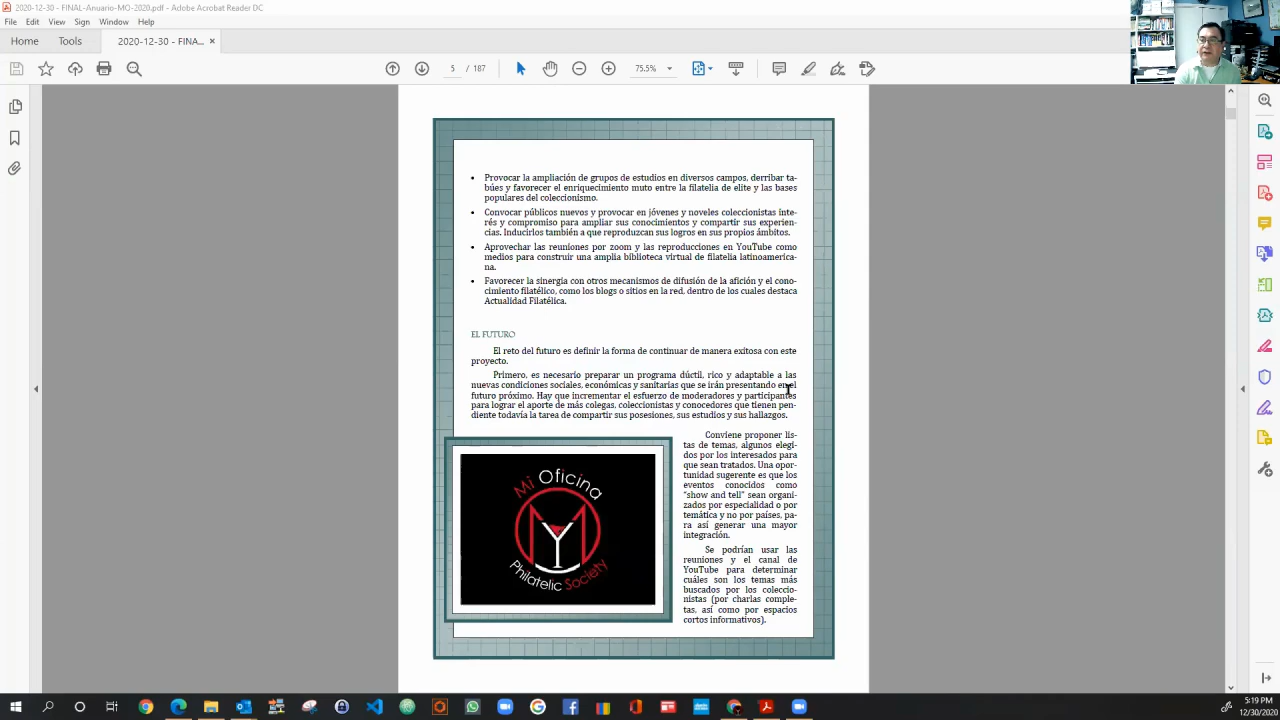 2020-12-30 - FINAL-Anuario-MO-2020.pdf - Adobe Acrobat Reader DC
File Edit View Sign Window Help
Home Tools 2020-12-30 - FINA... ×
5 / 187 75.5%
• Provocar la ampliación de grupos de estudios en diversos campos, derribar ta-
búes y favorecer el enriquecimiento muto entre la filatelia de elite y las bases
populares del coleccionismo.
• Convocar públicos nuevos y provocar en jóvenes y noveles coleccionistas inte-
rés y compromiso para ampliar sus conocimientos y compartir sus experien-
cias. Inducirlos también a que reproduzcan sus logros en sus propios ámbitos.
• Aprovechar las reuniones por zoom y las reproducciones en YouTube como
medios para construir una amplia biblioteca virtual de filatelia latinoamerica-
na.
• Favorecer la sinergia con otros mecanismos de difusión de la afición y el cono-
cimiento filatélico, como los blogs o sitios en la red, dentro de los cuales destaca
Actualidad Filatélica.
EL FUTURO
El reto del futuro es definir la forma de continuar de manera exitosa con este
proyecto.
Primero, es necesario preparar un programa dúctil, rico y adaptable a las
nuevas condiciones sociales, económicas y sanitarias que se irán presentando en el
futuro próximo. Hay que incrementar el esfuerzo de moderadores y participantes
para lograr el aporte de más colegas, coleccionistas y conocedores que tienen pen-
diente todavía la tarea de compartir sus posesiones, sus estudios y sus hallazgos.
Conviene proponer lis-
tas de temas, algunos elegi-
dos por los interesados para
que sean tratados. Una opor-
tunidad sugerente es que los
eventos conocidos como
"show and tell" sean organi-
zados por especialidad o por
temática y no por países, pa-
ra así generar una mayor
integración.
Se podrían usar las
reuniones y el canal de
YouTube para determinar
cuáles son los temas más
buscados por los coleccio-
nistas (por charlas comple-
tas, así como por espacios
cortos informativos).
Mi Oficina
Philatelic Society
5:19 PM
12/30/2020